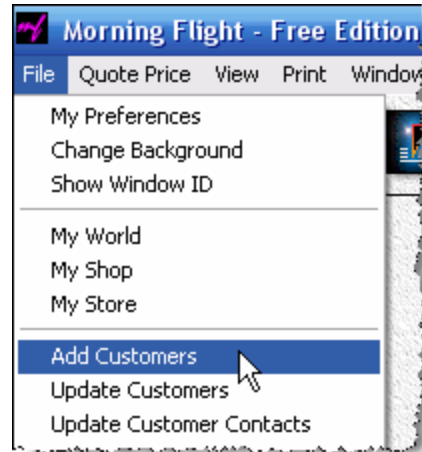 Morning Flight - Free Edition
File Quote Price View Print Window
My Preferences
Change Background
Show Window ID
My World
My Shop
My Store
Add Customers
Update Customers
Update Customer Contacts